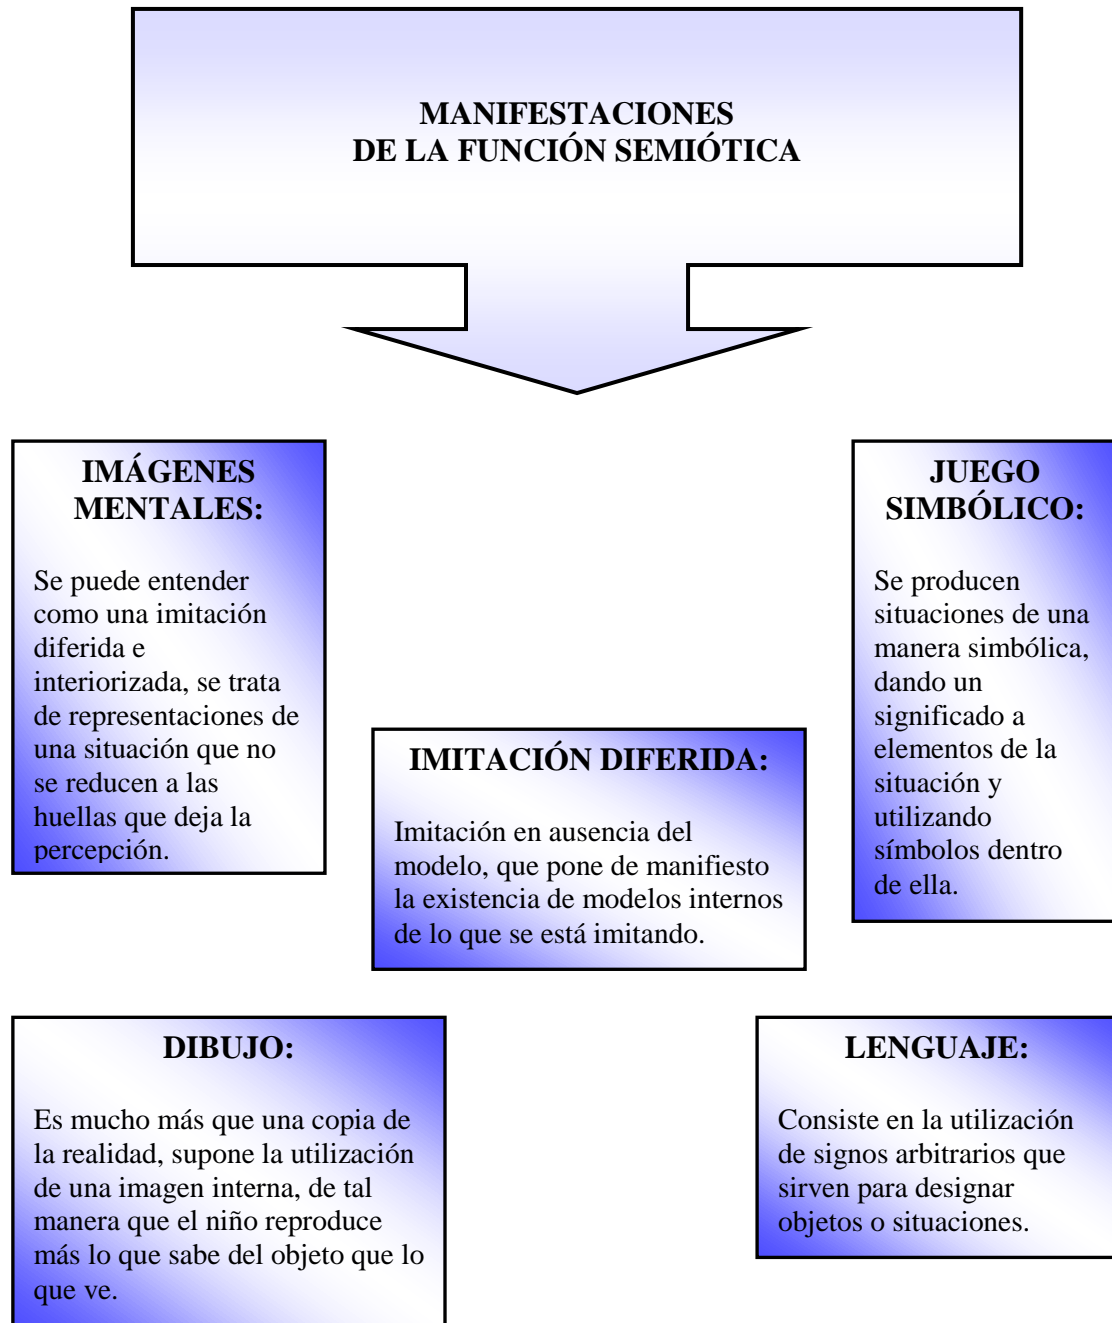 MANIFESTACIONES
DE LA FUNCIÓN SEMIÓTICA
IMÁGENES
MENTALES:
Se puede entender
como una imitación
diferida e
interiorizada, se trata
de representaciones de
una situación que no
se reducen a las
huellas que deja la
percepción.
JUEGO
SIMBÓLICO:
Se producen
situaciones de una
manera simbólica,
dando un
significado a
elementos de la
situación y
utilizando
símbolos dentro
de ella.
IMITACIÓN DIFERIDA:
Imitación en ausencia del
modelo, que pone de manifiesto
la existencia de modelos internos
de lo que se está imitando.
DIBUJO:
Es mucho más que una copia de
la realidad, supone la utilización
de una imagen interna, de tal
manera que el niño reproduce
más lo que sabe del objeto que lo
que ve.
LENGUAJE:
Consiste en la utilización
de signos arbitrarios que
sirven para designar
objetos o situaciones.